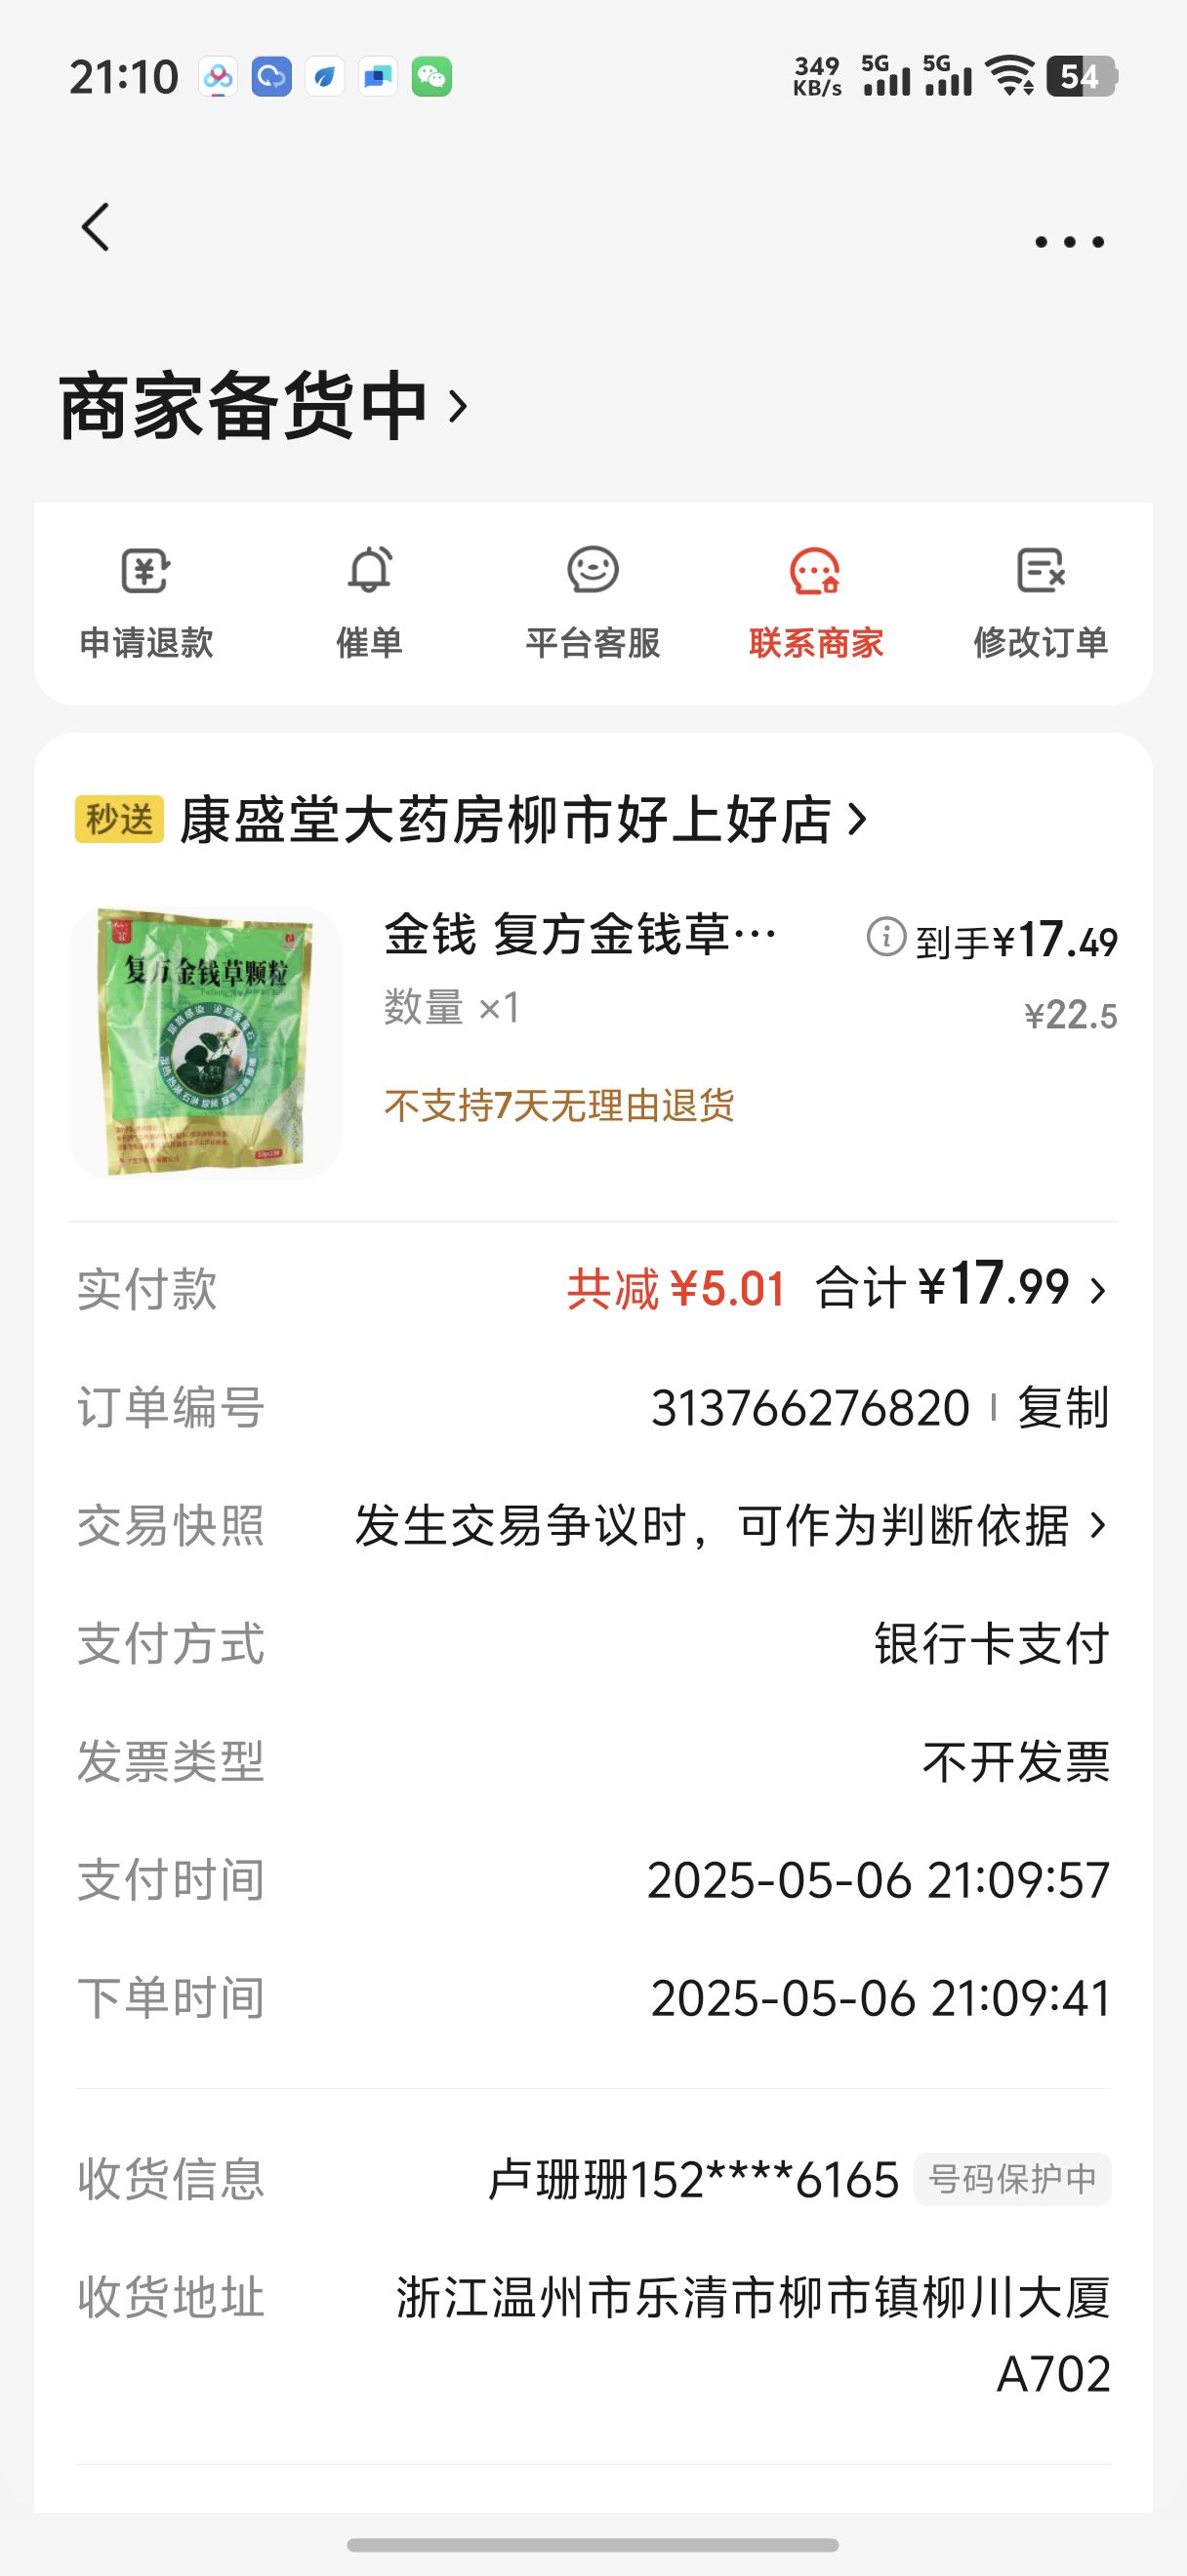 21:10
349 KB/s 5G 5G 54
商家备货中
申请退款 催单 平台客服 联系商家 修改订单
秒送 康盛堂大药房柳市好上好店
复方金钱草颗粒
金钱 复方金钱草… 到手¥17.49
数量 ×1 ¥22.5
不支持7天无理由退货
实付款 共减 ¥5.01 合计 ¥17.99
订单编号 313766276820 复制
交易快照 发生交易争议时，可作为判断依据
支付方式 银行卡支付
发票类型 不开发票
支付时间 2025-05-06 21:09:57
下单时间 2025-05-06 21:09:41
收货信息 卢珊珊152****6165 号码保护中
收货地址 浙江温州市乐清市柳市镇柳川大厦
A702